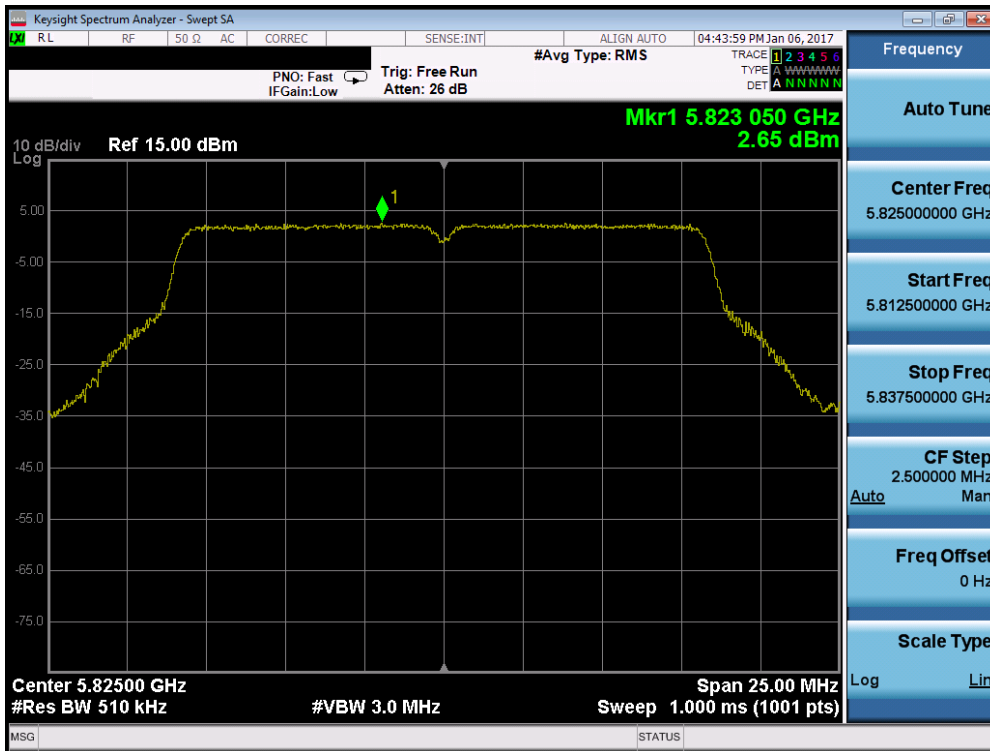 Keysight Spectrum Analyzer - Swept SA
LXI RL RF 50 Ω AC CORREC SENSE:INT ALIGN AUTO 04:43:59 PM Jan 06, 2017
#Avg Type: RMS TRACE 1 2 3 4 5 6
PNO: Fast Trig: Free Run TYPE A WWWWW
IFGain:Low Atten: 26 dB DET A N N N N N
Mkr1 5.823 050 GHz
2.65 dBm
10 dB/div Ref 15.00 dBm
Log
1
5.00
-5.00
-15.0
-25.0
-35.0
-45.0
-55.0
-65.0
-75.0
Center 5.82500 GHz Span 25.00 MHz
#Res BW 510 kHz #VBW 3.0 MHz Sweep 1.000 ms (1001 pts)
MSG STATUS
Frequency
Auto Tune
Center Freq
5.825000000 GHz
Start Freq
5.812500000 GHz
Stop Freq
5.837500000 GHz
CF Step
2.500000 MHz
Auto Man
Freq Offset
0 Hz
Scale Type
Log Lin